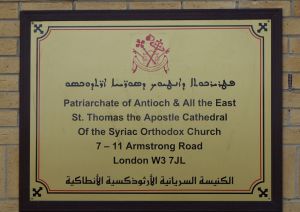 Patriarchate of Antioch & All the East
St. Thomas the Apostle Cathedral
Of the Syriac Orthodox Church
7 – 11 Armstrong Road
London W3 7JL
الكنيسة السريانية الأرثوذكسية الأنطاكية